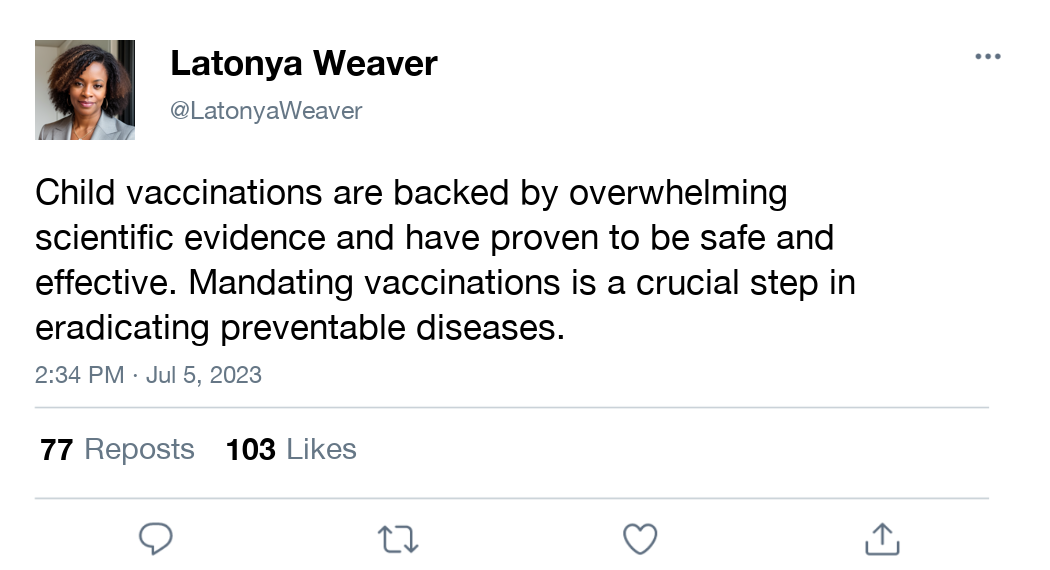 Latonya Weaver
@LatonyaWeaver
Child vaccinations are backed by overwhelming
scientific evidence and have proven to be safe and
effective. Mandating vaccinations is a crucial step in
eradicating preventable diseases.
2:34 PM · Jul 5, 2023
77 Reposts 103 Likes